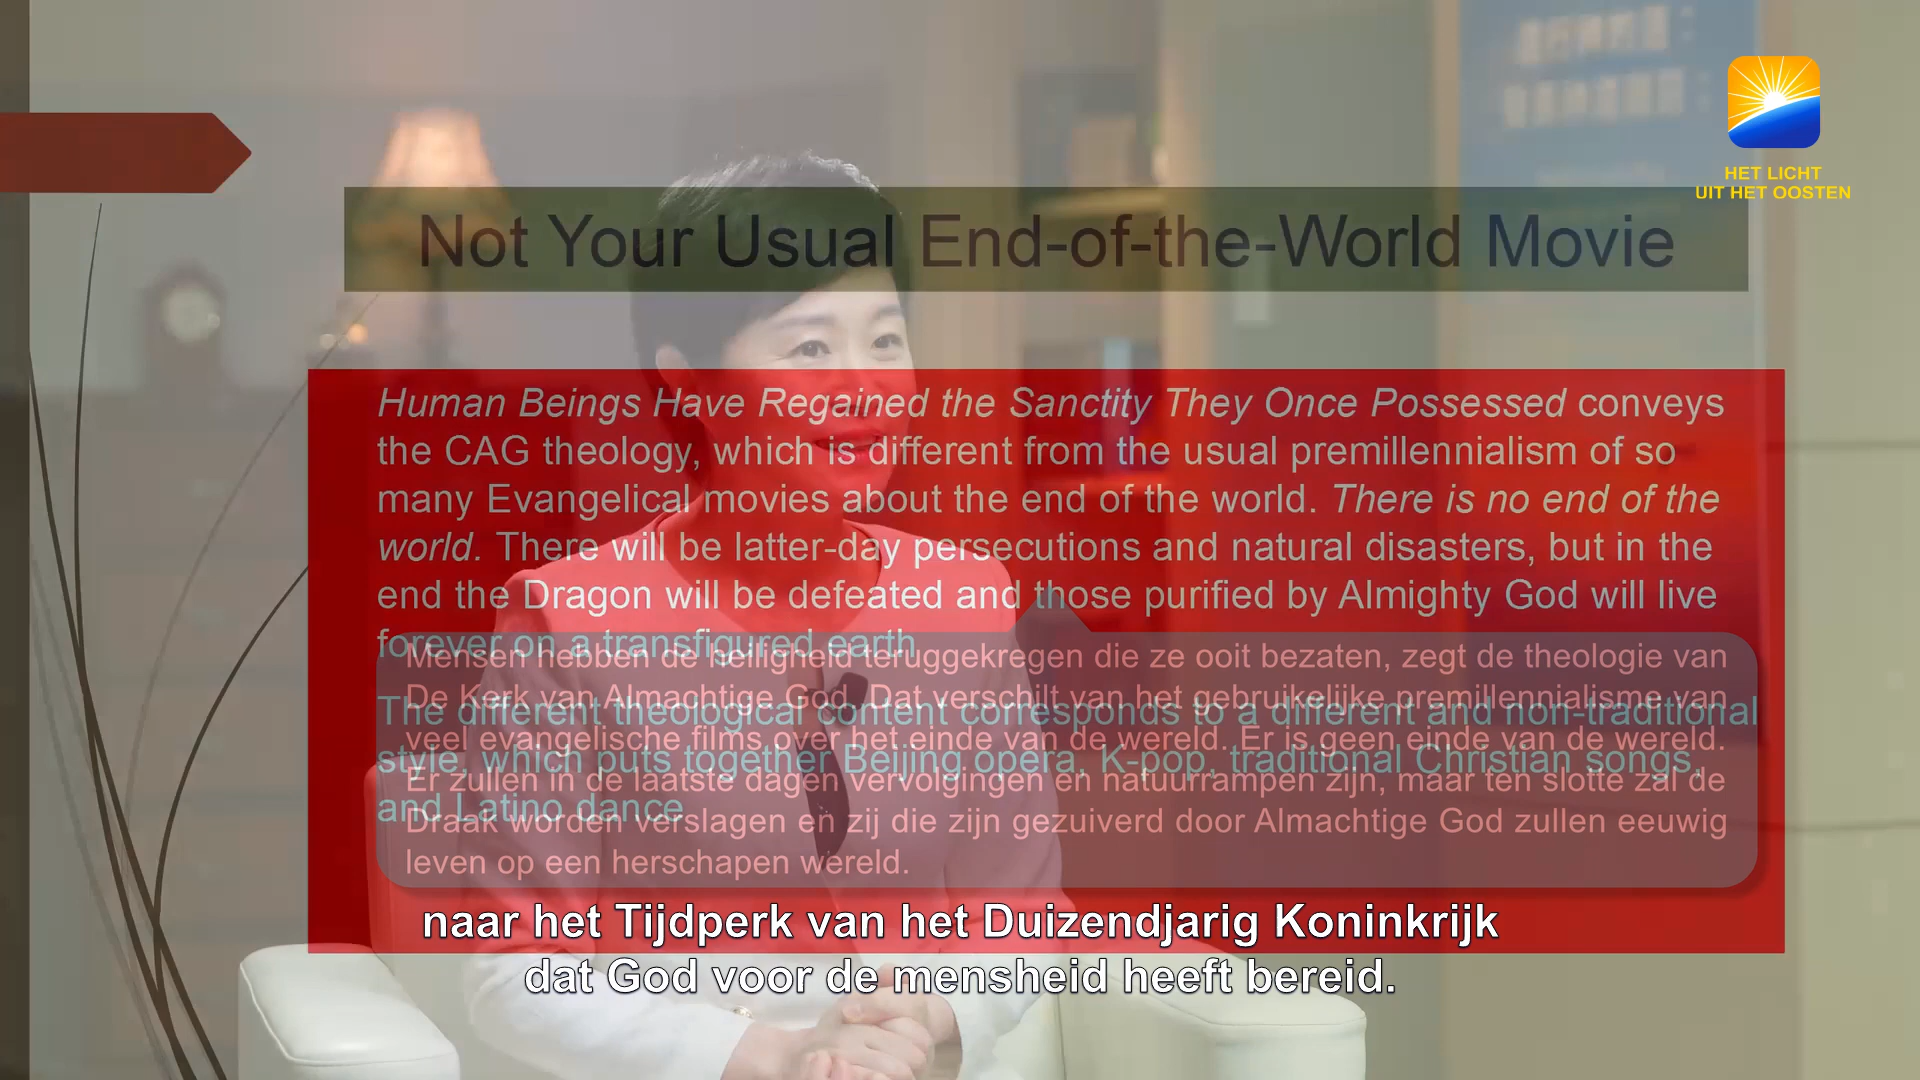 HET LICHT
UIT HET OOSTEN
Not Your Usual End-of-the-World Movie
Human Beings Have Regained the Sanctity They Once Possessed conveys
the CAG theology, which is different from the usual premillennialism of so
many Evangelical movies about the end of the world. There is no end of the
world. There will be latter-day persecutions and natural disasters, but in the
end the Dragon will be defeated and those purified by Almighty God will live
forever on a transfigured earth
The different theological content corresponds to a different and non-traditional
style, which puts together Beijing opera, K-pop, traditional Christian songs,
and Latino dance
Mensen hebben de heiligheid teruggekregen die ze ooit bezaten, zegt de theologie van
De Kerk van Almachtige God. Dat verschilt van het gebruikelijke premillennialisme van
veel evangelische films over het einde van de wereld. Er is geen einde van de wereld.
Er zullen in de laatste dagen vervolgingen en natuurrampen zijn, maar ten slotte zal de
Draak worden verslagen en zij die zijn gezuiverd door Almachtige God zullen eeuwig
leven op een herschapen wereld.
naar het Tijdperk van het Duizendjarig Koninkrijk
dat God voor de mensheid heeft bereid.